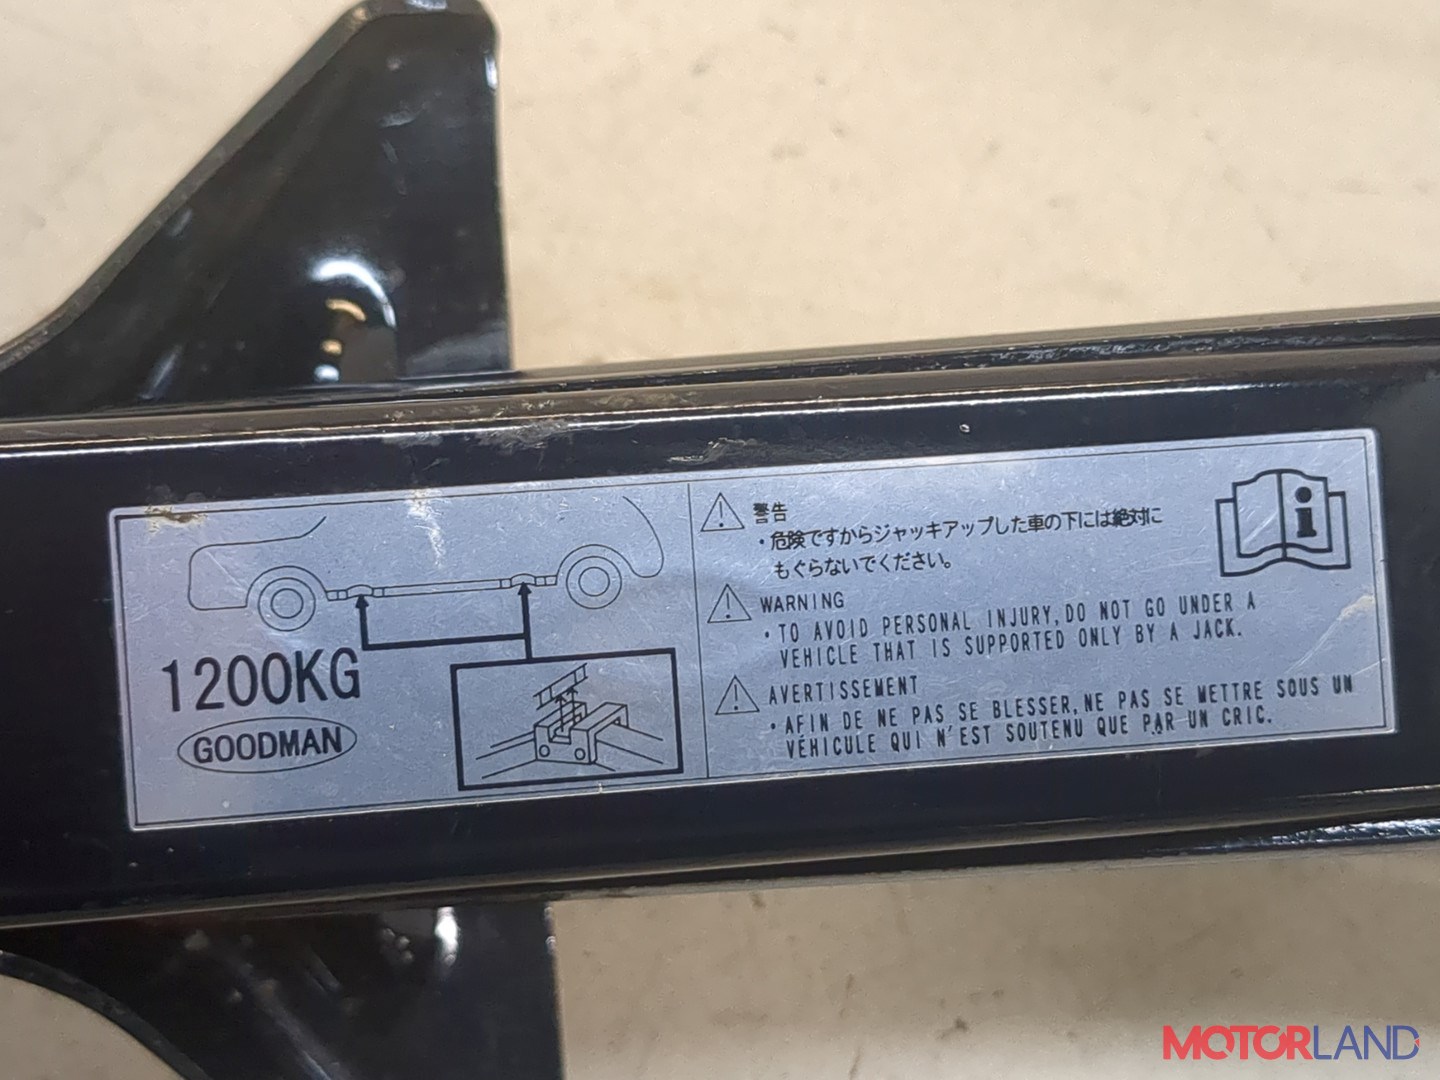 1200KG
GOODMAN
警告
・危険ですからジャッキアップした車の下には絶対に
もぐらないでください。
WARNING
・TO AVOID PERSONAL INJURY, DO NOT GO UNDER A
VEHICLE THAT IS SUPPORTED ONLY BY A JACK.
AVERTISSEMENT
・AFIN DE NE PAS SE BLESSER, NE PAS SE METTRE SOUS UN
VÉHICULE QUI N'EST SOUTENU QUE PAR UN CRIC.
MOTORLAND